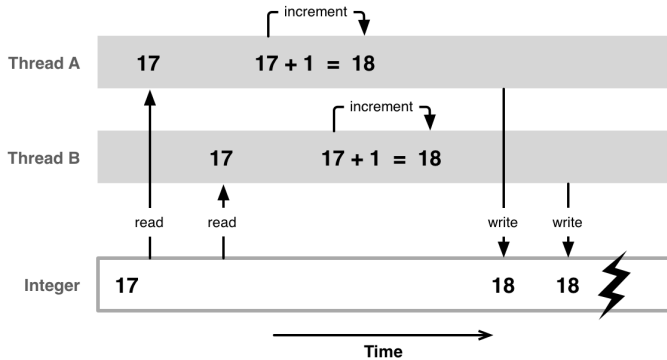 increment
Thread A 17 17 + 1 = 18
increment
Thread B 17 17 + 1 = 18
read read write write
Integer 17 18 18
Time